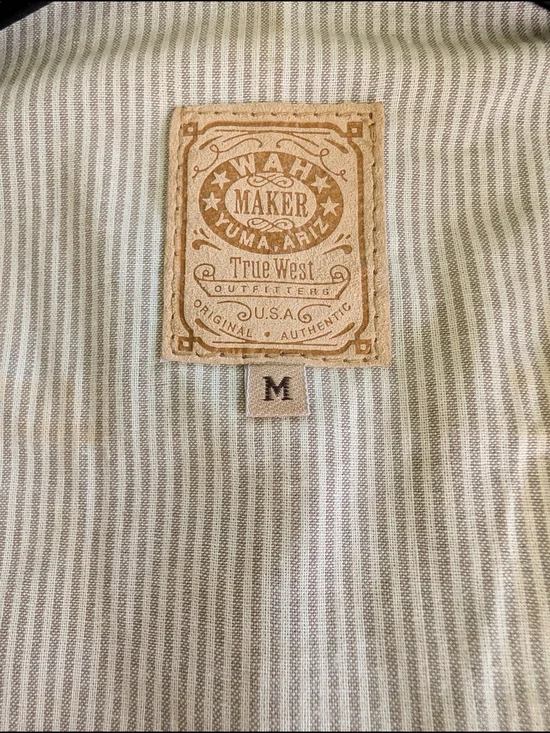 WAH
MAKER
YUMA, ARIZ
True West
OUTFITTERS
U.S.A.
ORIGINAL • AUTHENTIC
M